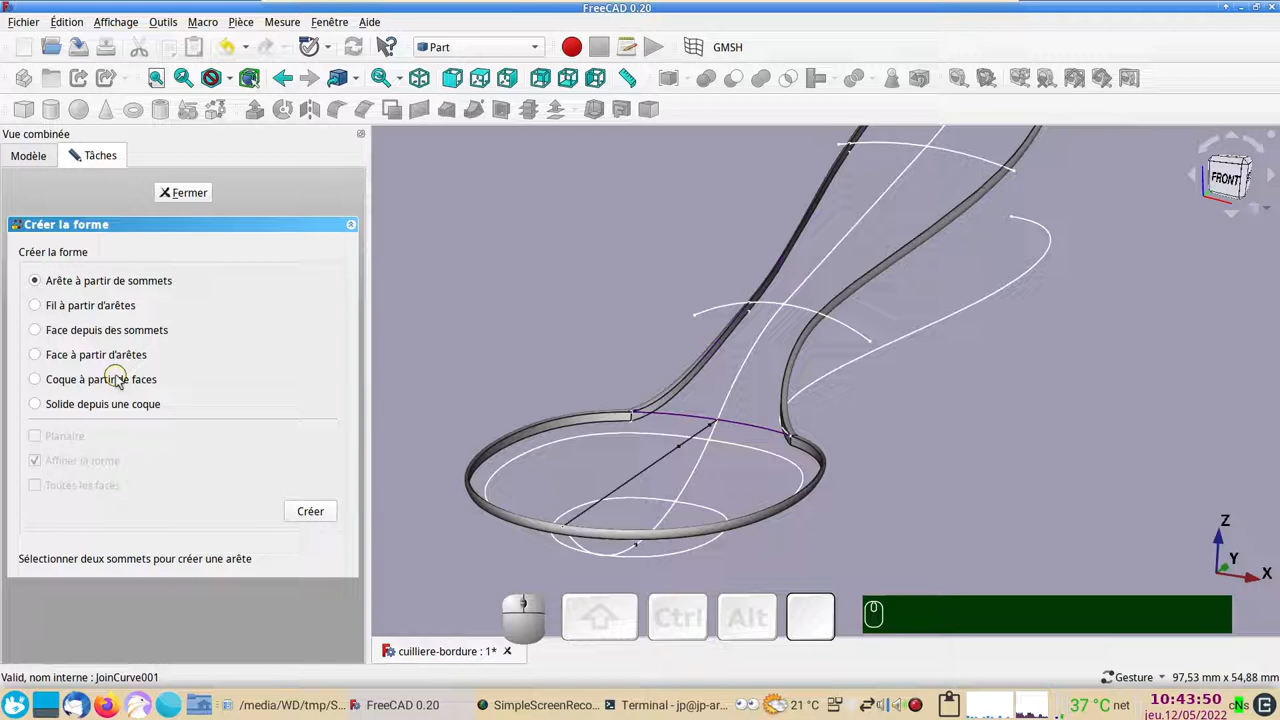 FreeCAD 0.20
Fichier Édition Affichage Outils Macro Pièce Mesure Fenêtre Aide
Part
GMSH
Vue combinée
Modèle Tâches
Fermer
Créer la forme
Créer la forme
Arête à partir de sommets
Fil à partir d'arêtes
Face depuis des sommets
Face à partir d'arêtes
Coque à partir de faces
Solide depuis une coque
Planaire
Affiner la forme
Toutes les faces
Créer
Sélectionner deux sommets pour créer une arête
FRONT
Z
Y
X
Ctrl Alt
cuilliere-bordure : 1*
Valid, nom interne : JoinCurve001
Gesture 97,53 mm x 54,88 mm
/media/WD/tmp/S... FreeCAD 0.20 SimpleScreenReco... Terminal - jp@jp-ar... 21 °C 37 °C net 10:43:50 cNs
jeu.12/05/2022